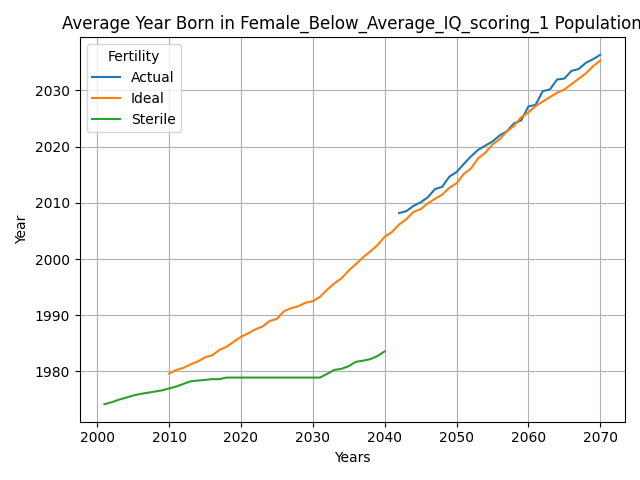 Average Year Born in Female_Below_Average_IQ_scoring_1 Population
Fertility
Actual
Ideal
Sterile
Year
2030
2020
2010
2000
1990
1980
2000 2010 2020 2030 2040 2050 2060 2070
Years